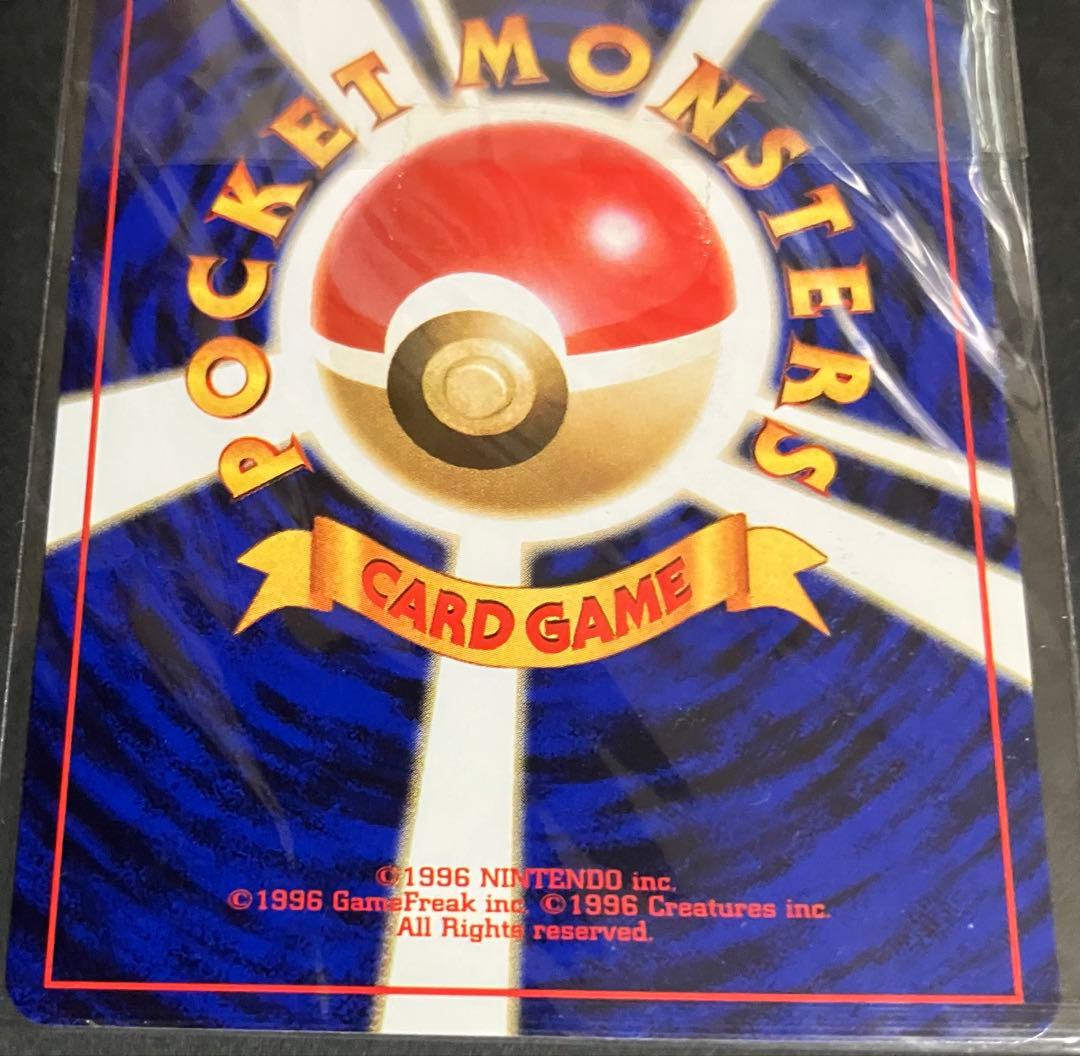 POCKET MONSTERS
CARD GAME
©1996 NINTENDO inc.
©1996 GameFreak inc. ©1996 Creatures inc.
All Rights reserved.